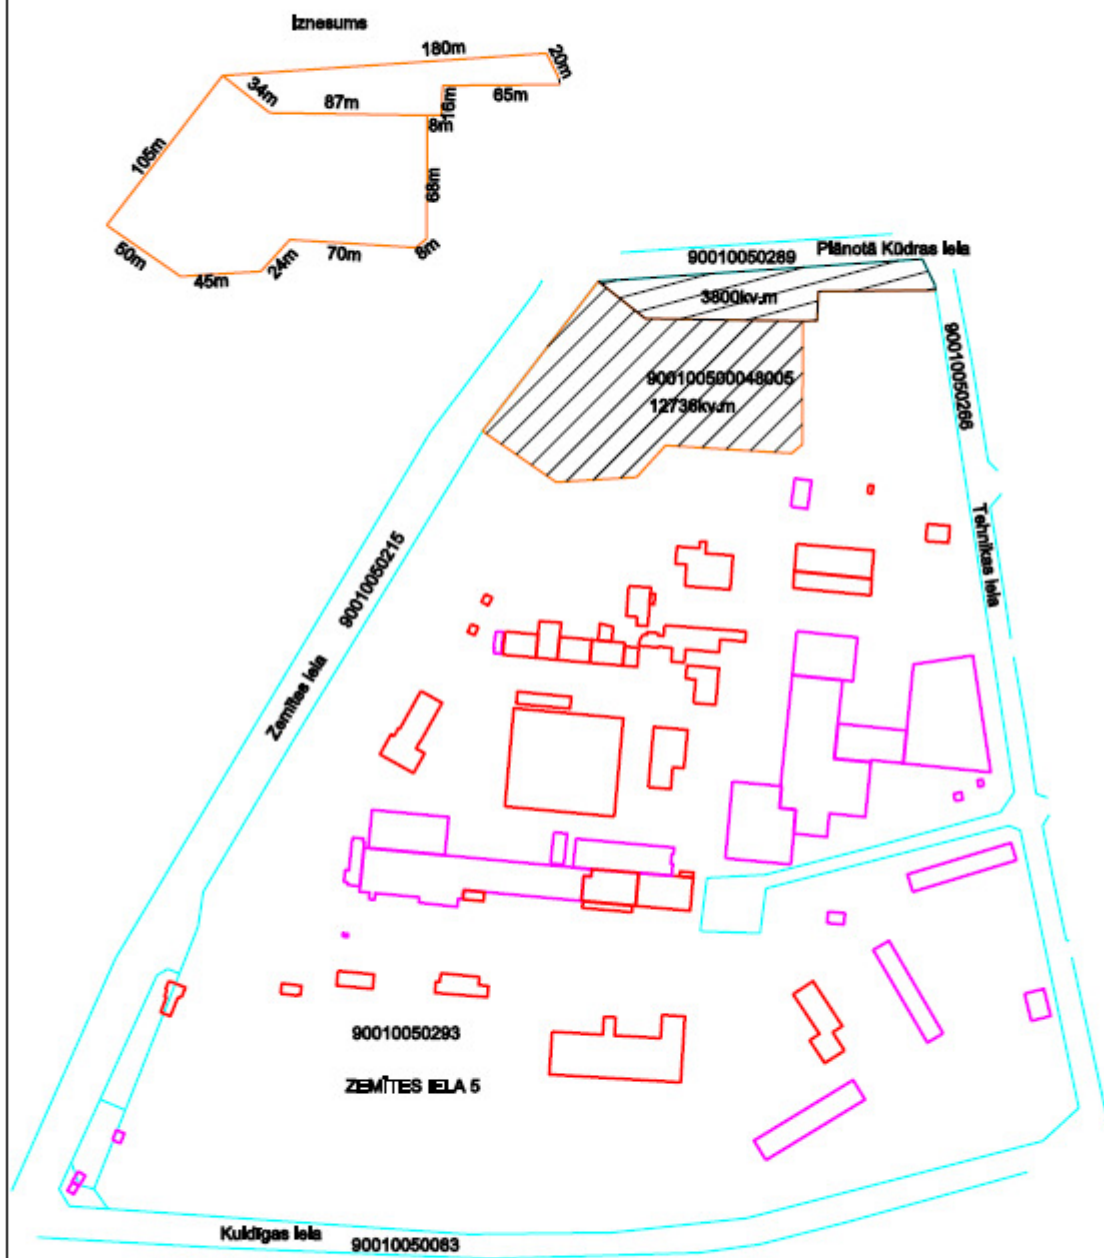 Iznesums
180m
20m
34m
87m
16m
65m
8m
105m
68m
50m
45m
24m
70m
8m
Plānotā Kūdras iela
90010050289
3800kv.m
90010050266
900100500048005
12736kv.m
Tehnikas iela
90010050215
Zemītes iela
90010050293
ZEMĪTES IELA 5
Kuldīgas iela
90010050083